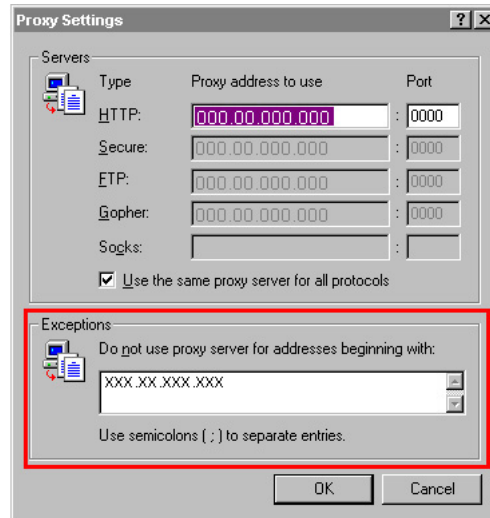 Proxy Settings
Servers
Type Proxy address to use Port
HTTP: 000.00.000.000 : 0000
Secure: 000.00.000.000 : 0000
FTP: 000.00.000.000 : 0000
Gopher: 000.00.000.000 : 0000
Socks: :
Use the same proxy server for all protocols
Exceptions
Do not use proxy server for addresses beginning with:
XXX.XX.XXX.XXX
Use semicolons ( ; ) to separate entries.
OK Cancel